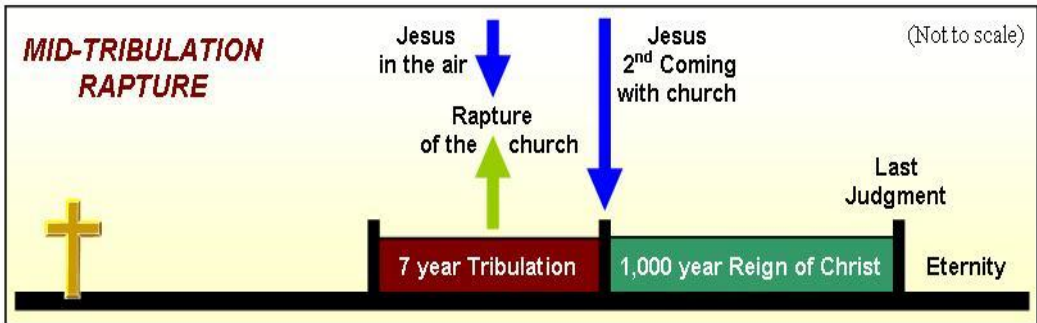 MID-TRIBULATION
RAPTURE
Jesus
in the air
Rapture
of the church
Jesus
2nd Coming
with church
(Not to scale)
Last
Judgment
7 year Tribulation
1,000 year Reign of Christ
Eternity